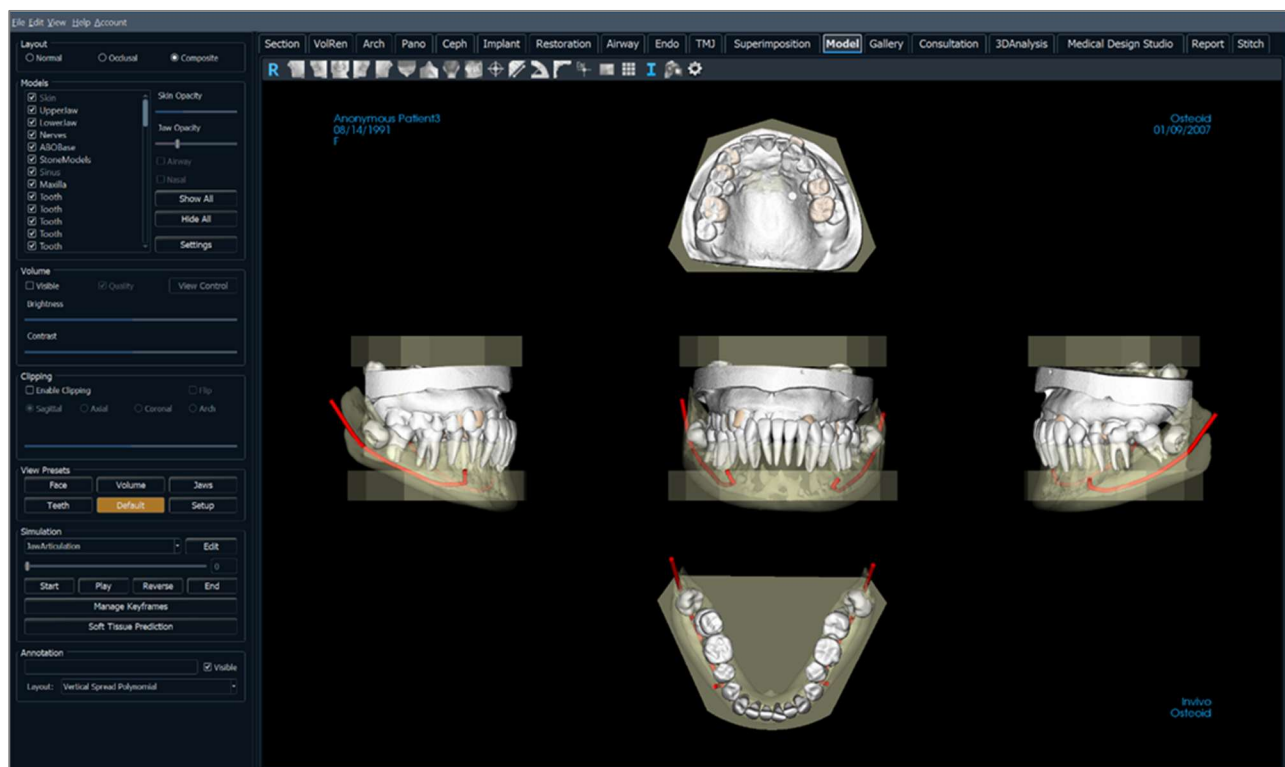 File Edit View Help Account
Layout
Normal Occlusal Composite
Models
Skin
UpperJaw
LowerJaw
Nerves
ABOBase
StoneModels
Sinus
Maxilla
Tooth
Tooth
Tooth
Tooth
Tooth
Skin Opacity
Jaw Opacity
Airway
Nasal
Show All
Hide All
Settings
Volume
Visible Quality View Control
Brightness
Contrast
Clipping
Enable Clipping Flip
Sagittal Axial Coronal Arch
View Presets
Face Volume Jaws
Teeth Default Setup
Simulation
JawArticulation Edit
0
Start Play Reverse End
Manage Keyframes
Soft Tissue Prediction
Annotation
Visible
Layout: Vertical Spread Polynomial
Section VolRen Arch Pano Ceph Implant Restoration Airway Endo TMJ Superimposition Model Gallery Consultation 3DAnalysis Medical Design Studio Report Stitch
R I
Anonymous Patient3
08/14/1991
F
Osteoid
01/09/2007
Invivo
Osteoid